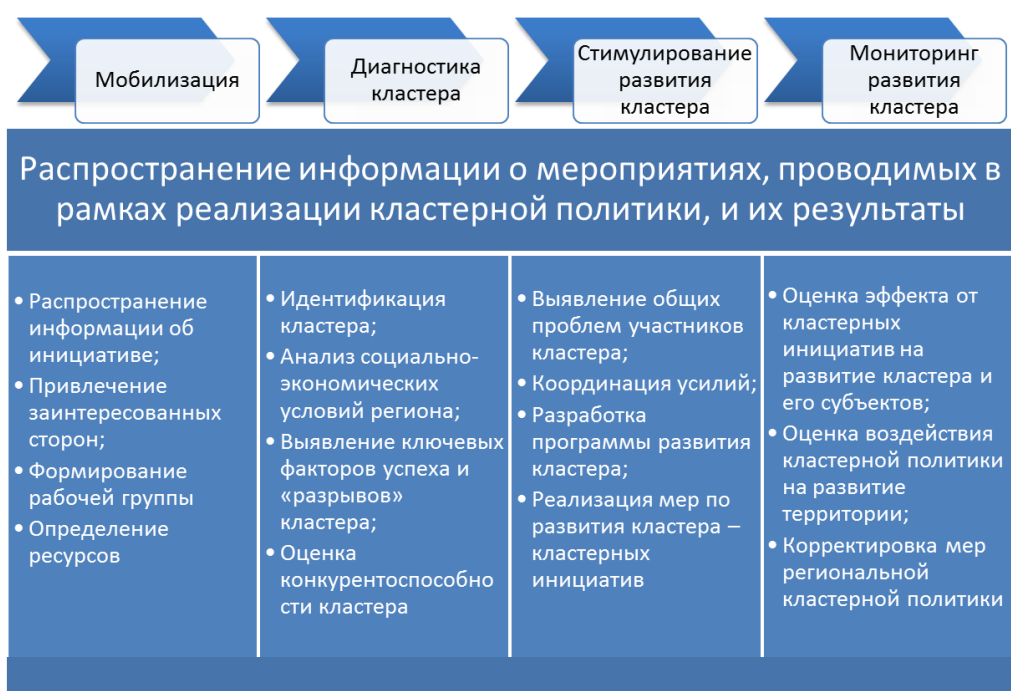 Мобилизация
Диагностика
кластера
Стимулирование
развития
кластера
Мониторинг
развития
кластера
Распространение информации о мероприятиях, проводимых в
рамках реализации кластерной политики, и их результаты
• Распространение
информации об
инициативе;
• Привлечение
заинтересованных
сторон;
• Формирование
рабочей группы
• Определение
ресурсов
• Идентификация
кластера;
• Анализ социально-
экономических
условий региона;
• Выявление ключевых
факторов успеха и
«разрывов»
кластера;
• Оценка
конкурентоспособно
сти кластера
• Выявление общих
проблем участников
кластера;
• Координация усилий;
• Разработка
программы развития
кластера;
• Реализация мер по
развития кластера –
кластерных
инициатив
• Оценка эффекта от
кластерных
инициатив на
развитие кластера и
его субъектов;
• Оценка воздействия
кластерной политики
на развитие
территории;
• Корректировка мер
региональной
кластерной политики